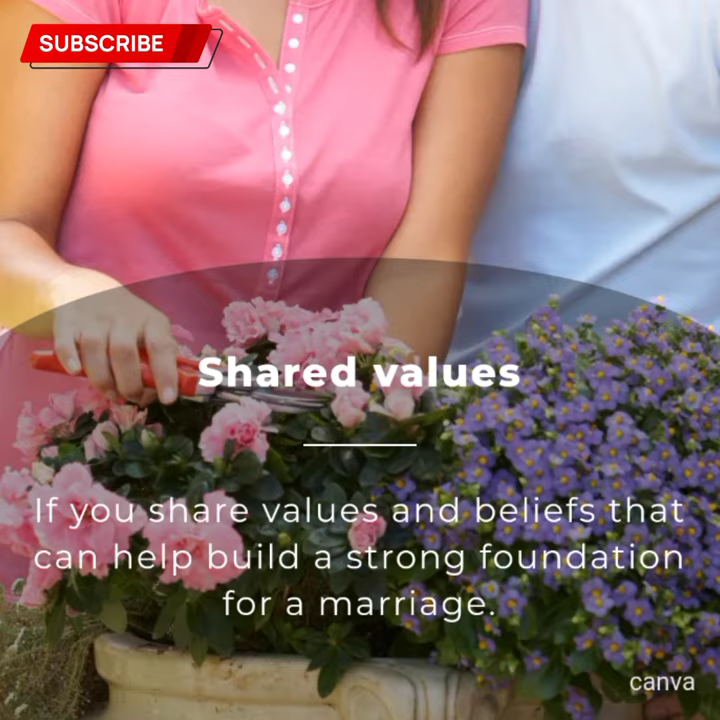 SUBSCRIBE
Shared values
If you share values and beliefs that
can help build a strong foundation
for a marriage.
canva